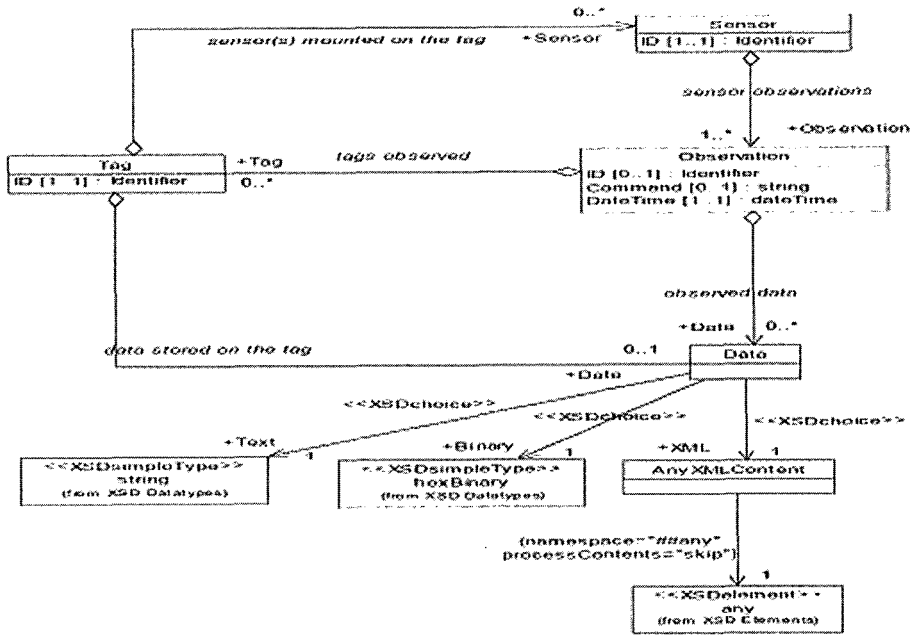 0..*
Sensor
sensor(s) mounted on the tag
+Sensor
ID [1..1] : Identifier
sensor observations
1..*
+Observation
Tag
ID [1..1] : Identifier
+Tag
0..*
tags observed
Observation
ID [0..1] : Identifier
Command [0..1] : string
DateTime [1..1] : dateTime
observed data
+Data
0..*
data stored on the tag
0..1
+Data
Data
<<XSDchoice>>
<<XSDchoice>>
<<XSDchoice>>
+Text
1
+Binary
1
+XML
1
<<XSDsimpleType>>
string
(from XSD Datatypes)
<<XSDsimpleType>>
hexBinary
(from XSD Datatypes)
AnyXMLContent
{namespace="##any"
processContents="skip"}
1
<<XSDelement>>
any
(from XSD Elements)